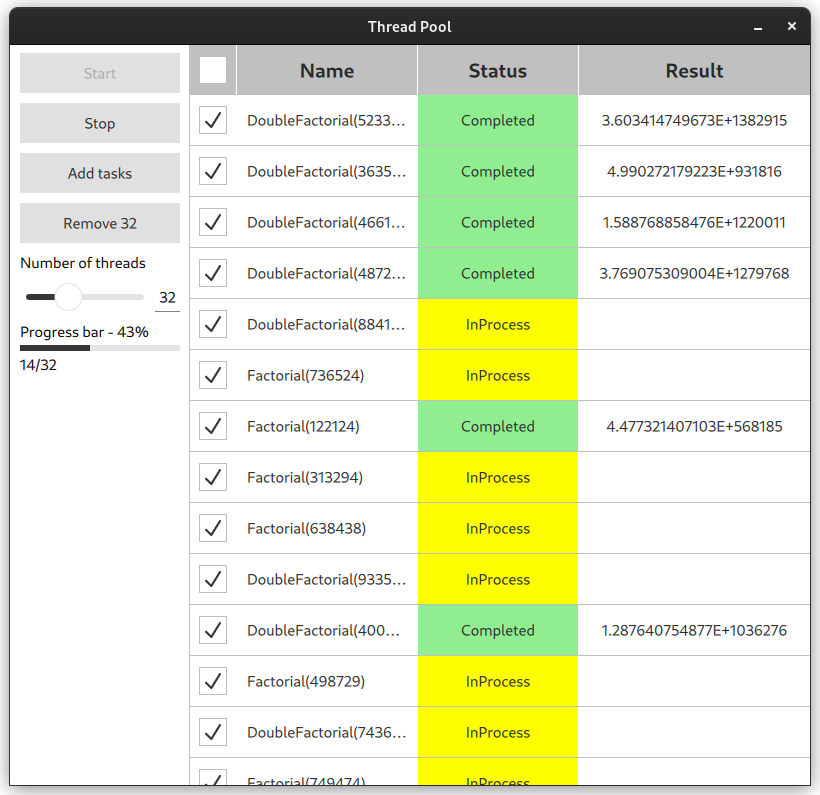 Thread Pool
Start
Stop
Add tasks
Remove 32
Number of threads
32
Progress bar - 43%
14/32
Name Status Result
DoubleFactorial(5233... Completed 3.603414749673E+1382915
DoubleFactorial(3635... Completed 4.990272179223E+931816
DoubleFactorial(4661... Completed 1.588768858476E+1220011
DoubleFactorial(4872... Completed 3.769075309004E+1279768
DoubleFactorial(8841... InProcess
Factorial(736524) InProcess
Factorial(122124) Completed 4.477321407103E+568185
Factorial(313294) InProcess
Factorial(638438) InProcess
DoubleFactorial(9335... InProcess
DoubleFactorial(400... Completed 1.287640754877E+1036276
Factorial(498729) InProcess
DoubleFactorial(7436... InProcess
Factorial(749474) InProcess